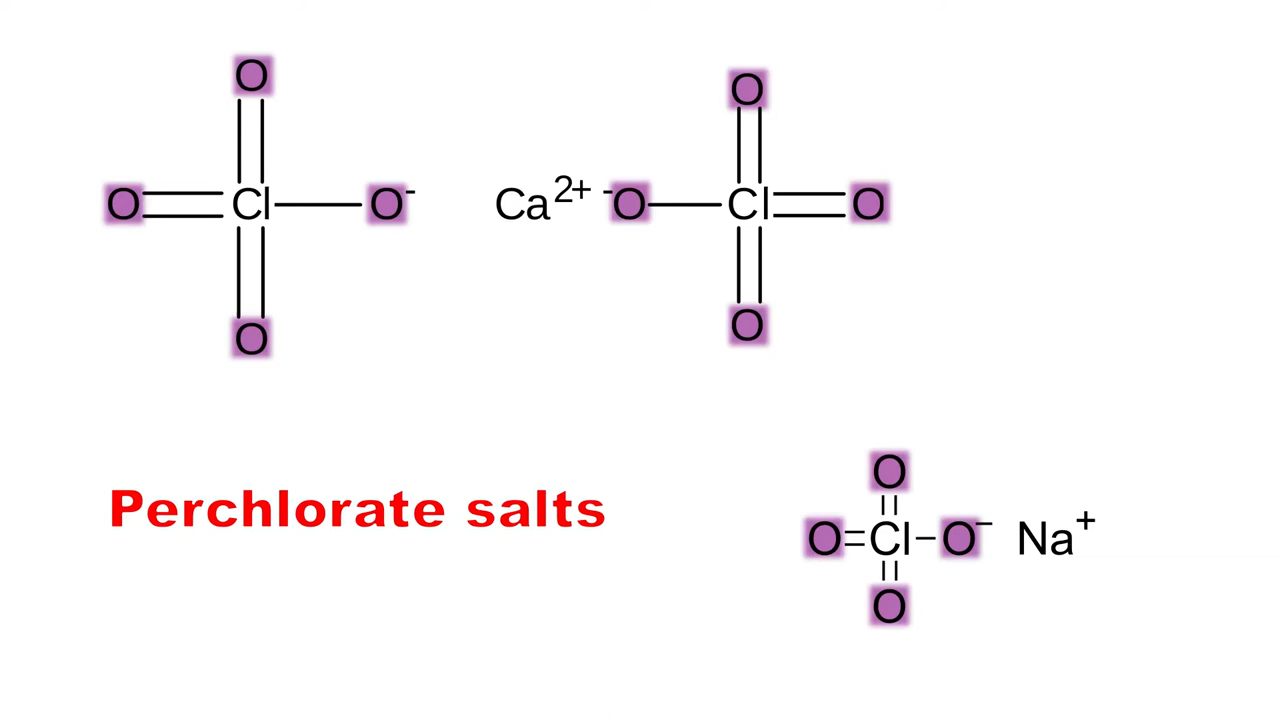 O O
O Cl O- Ca2+ -O Cl O
O O
Perchlorate salts
O
O Cl O– Na+
O